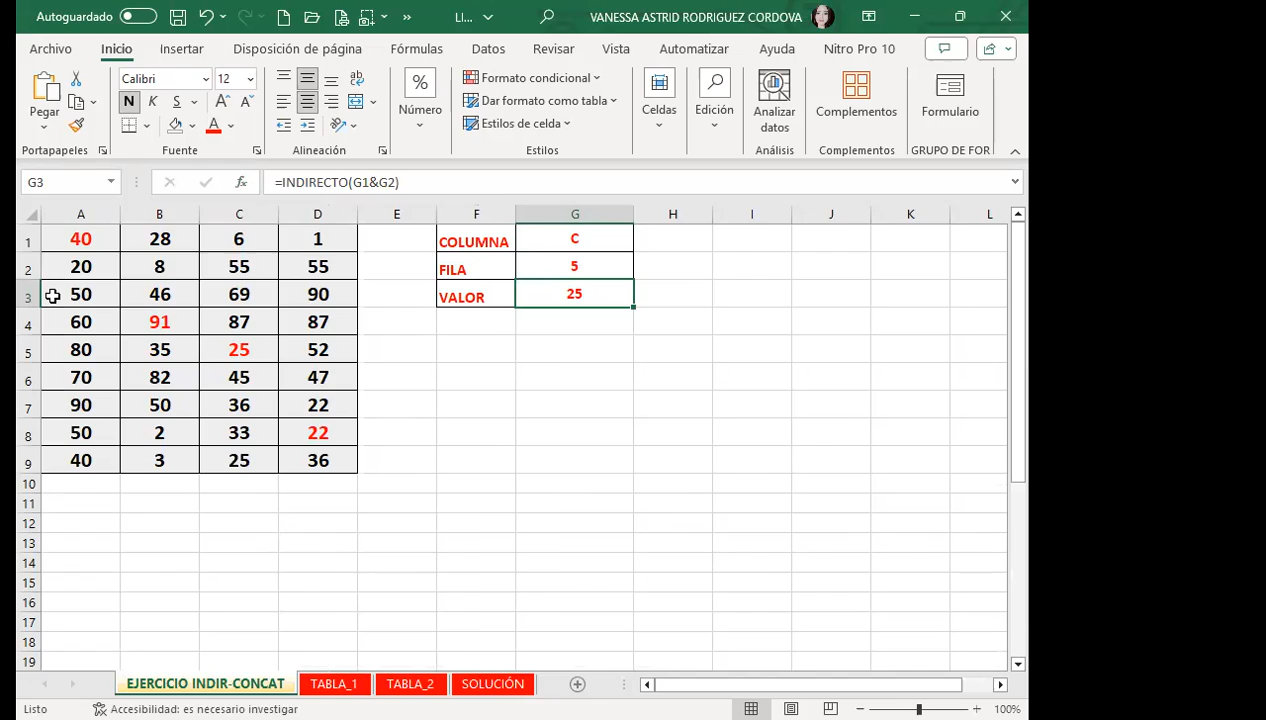 Autoguardado LI... VANESSA ASTRID RODRIGUEZ CORDOVA
Archivo Inicio Insertar Disposición de página Fórmulas Datos Revisar Vista Automatizar Ayuda Nitro Pro 10
Pegar Calibri 12 Número Formato condicional Celdas Edición Analizar datos Complementos Formulario
N K S Dar formato como tabla
Estilos de celda
Portapapeles Fuente Alineación Estilos Análisis Complementos GRUPO DE FOR
G3 fx =INDIRECTO(G1&G2)
A B C D E F G H I J K L
1 40 28 6 1 COLUMNA C
2 20 8 55 55 FILA 5
3 50 46 69 90 VALOR 25
4 60 91 87 87
5 80 35 25 52
6 70 82 45 47
7 90 50 36 22
8 50 2 33 22
9 40 3 25 36
10
11
12
13
14
15
16
17
18
19
EJERCICIO INDIR-CONCAT TABLA_1 TABLA_2 SOLUCIÓN
Listo Accesibilidad: es necesario investigar 100%